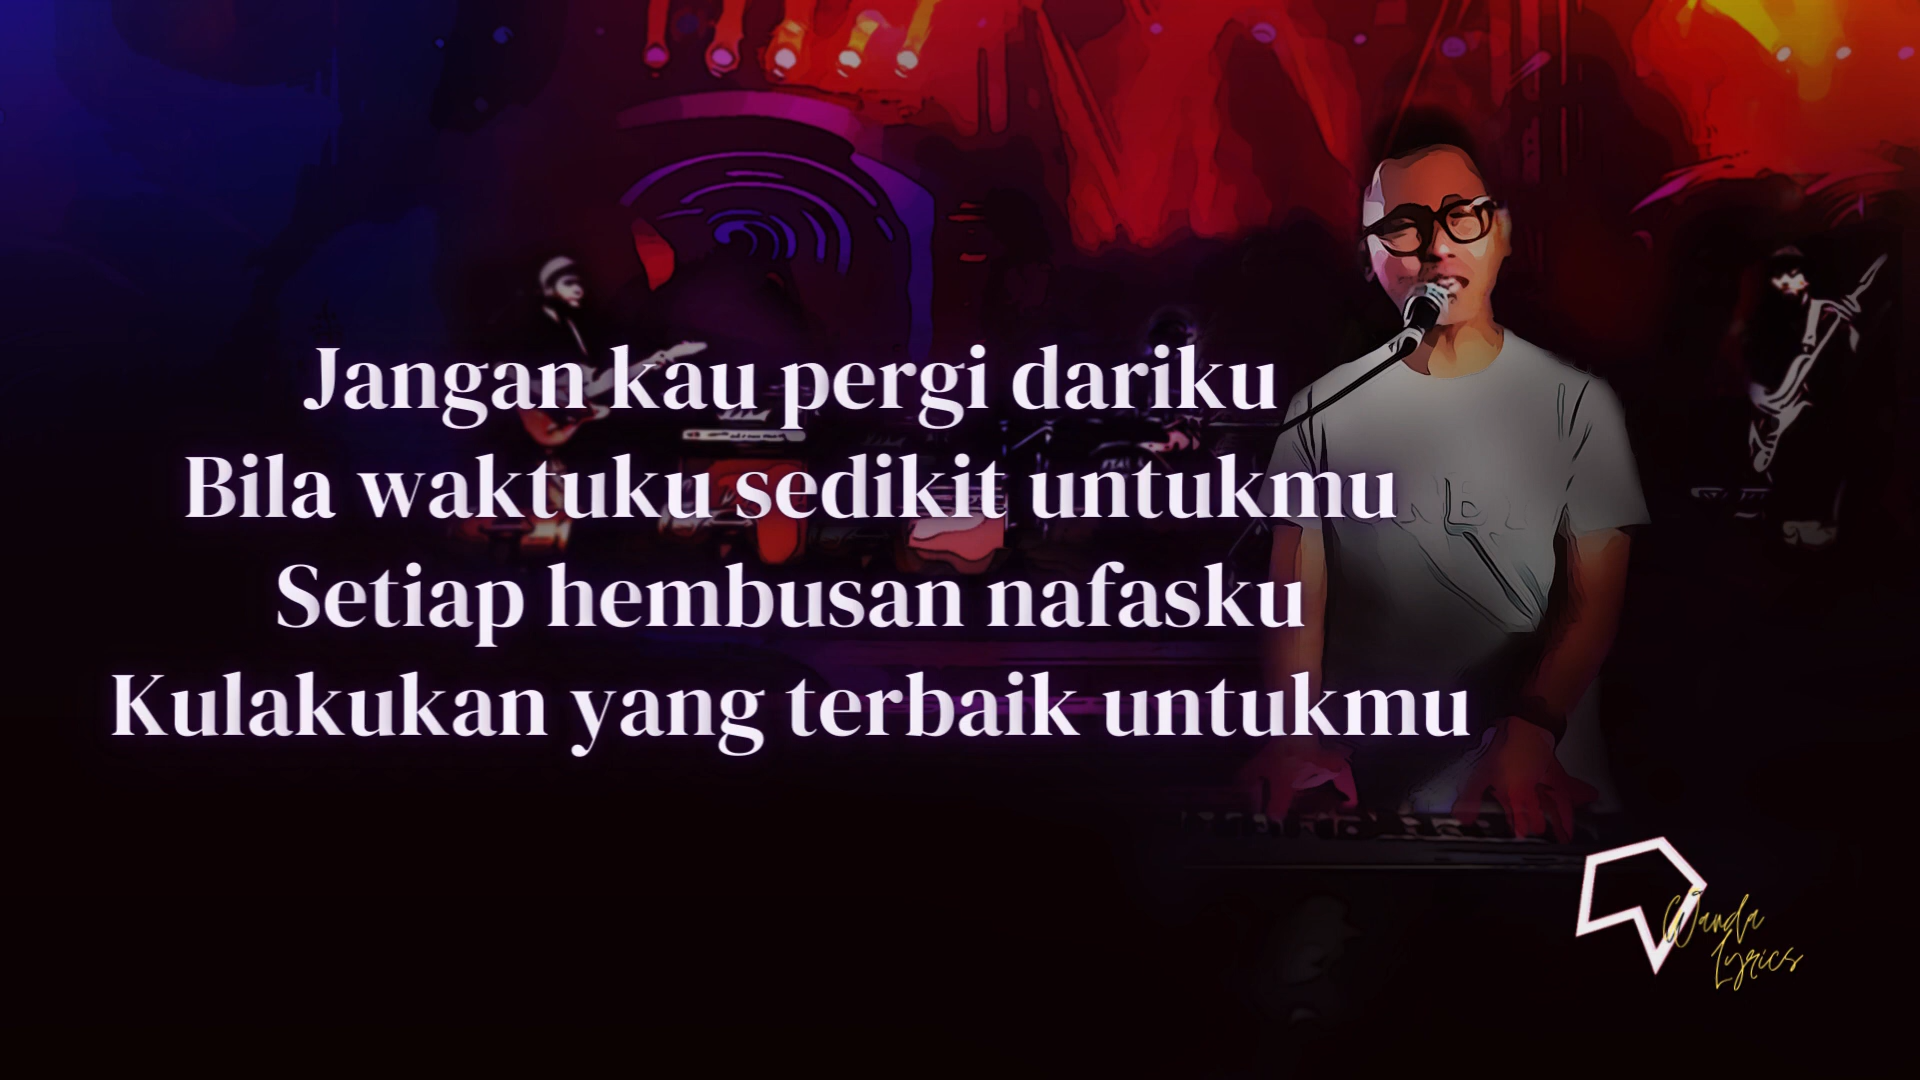 Jangan kau pergi dariku
Bila waktuku sedikit untukmu
Setiap hembusan nafasku
Kulakukan yang terbaik untukmu
Wanda
Lyrics